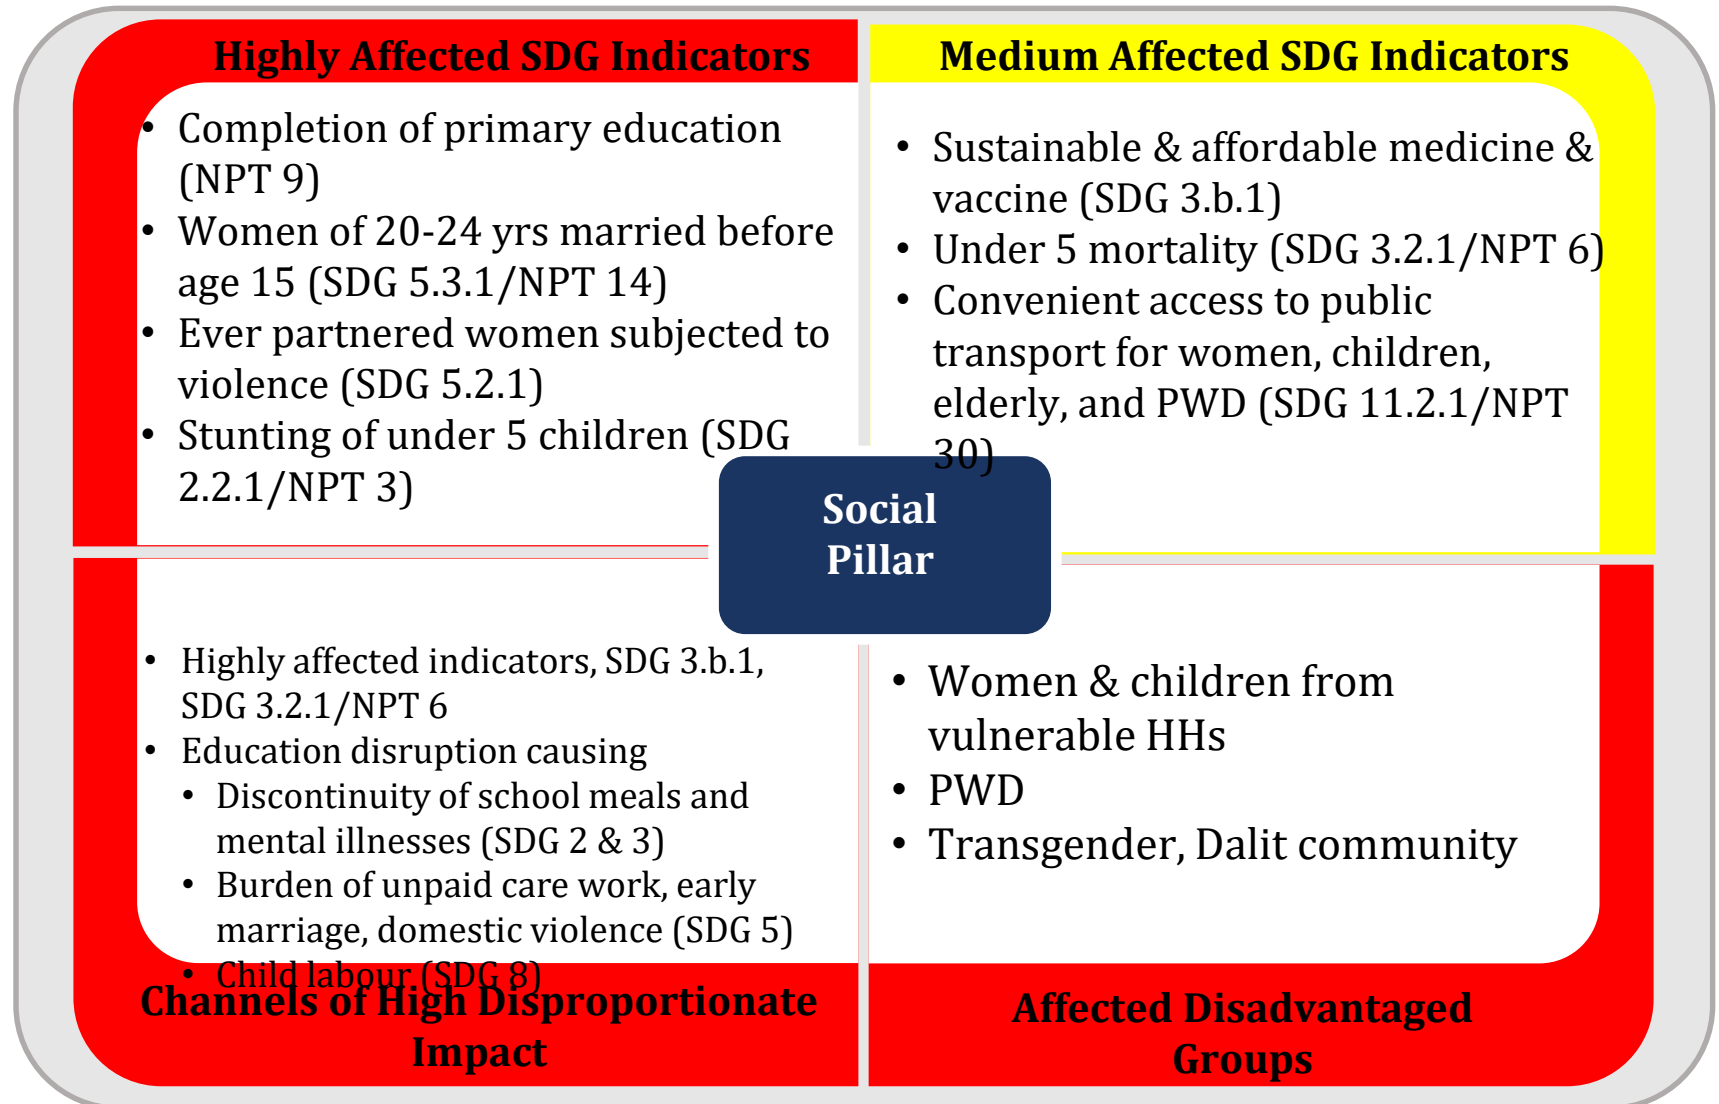 Highly Affected SDG Indicators
• Completion of primary education
(NPT 9)
• Women of 20-24 yrs married before
age 15 (SDG 5.3.1/NPT 14)
• Ever partnered women subjected to
violence (SDG 5.2.1)
• Stunting of under 5 children (SDG
2.2.1/NPT 3)
Medium Affected SDG Indicators
• Sustainable & affordable medicine &
vaccine (SDG 3.b.1)
• Under 5 mortality (SDG 3.2.1/NPT 6)
• Convenient access to public
transport for women, children,
elderly, and PWD (SDG 11.2.1/NPT
30)
Social
Pillar
• Highly affected indicators, SDG 3.b.1,
SDG 3.2.1/NPT 6
• Education disruption causing
• Discontinuity of school meals and
mental illnesses (SDG 2 & 3)
• Burden of unpaid care work, early
marriage, domestic violence (SDG 5)
• Child labour (SDG 8)
Channels of High Disproportionate
Impact
• Women & children from
vulnerable HHs
• PWD
• Transgender, Dalit community
Affected Disadvantaged
Groups